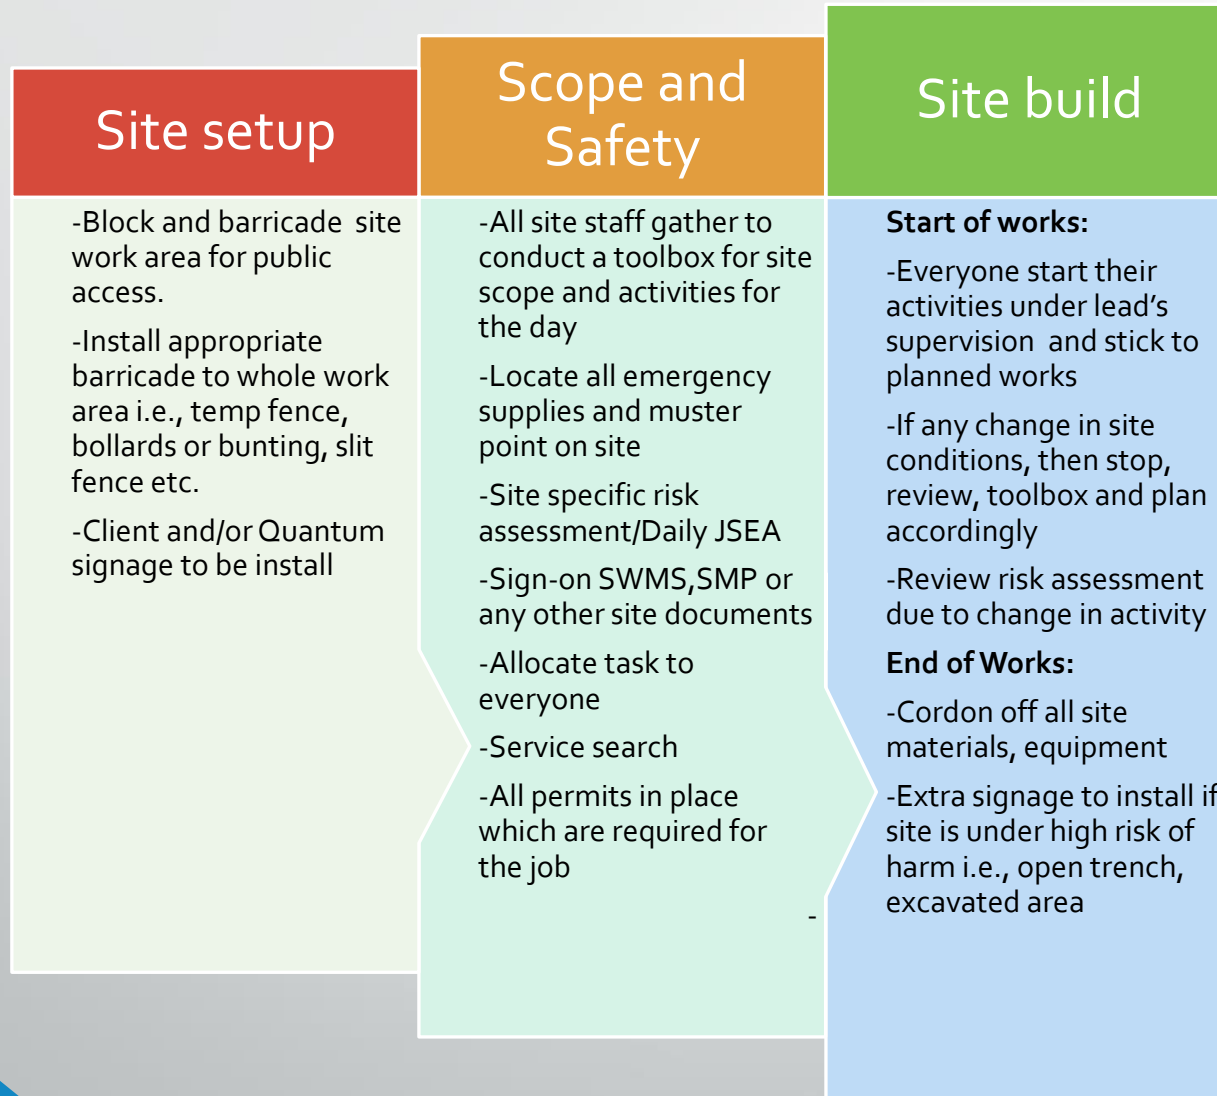 Site setup
-Block and barricade  site
work area for public
access.
-Install appropriate
barricade to whole work
area i.e., temp fence,
bollards or bunting, slit
fence etc.
-Client and/or Quantum
signage to be install
Scope and
Safety
-All site staff gather to
conduct a toolbox for site
scope and activities for
the day
-Locate all emergency
supplies and muster
point on site
-Site specific risk
assessment/Daily JSEA
-Sign-on SWMS,SMP or
any other site documents
-Allocate task to
everyone
-Service search
-All permits in place
which are required for
the job
-
Site build
Start of works:
-Everyone start their
activities under lead’s
supervision  and stick to
planned works
-If any change in site
conditions, then stop,
review, toolbox and plan
accordingly
-Review risk assessment
due to change in activity
End of Works:
-Cordon off all site
materials, equipment
-Extra signage to install if
site is under high risk of
harm i.e., open trench,
excavated area